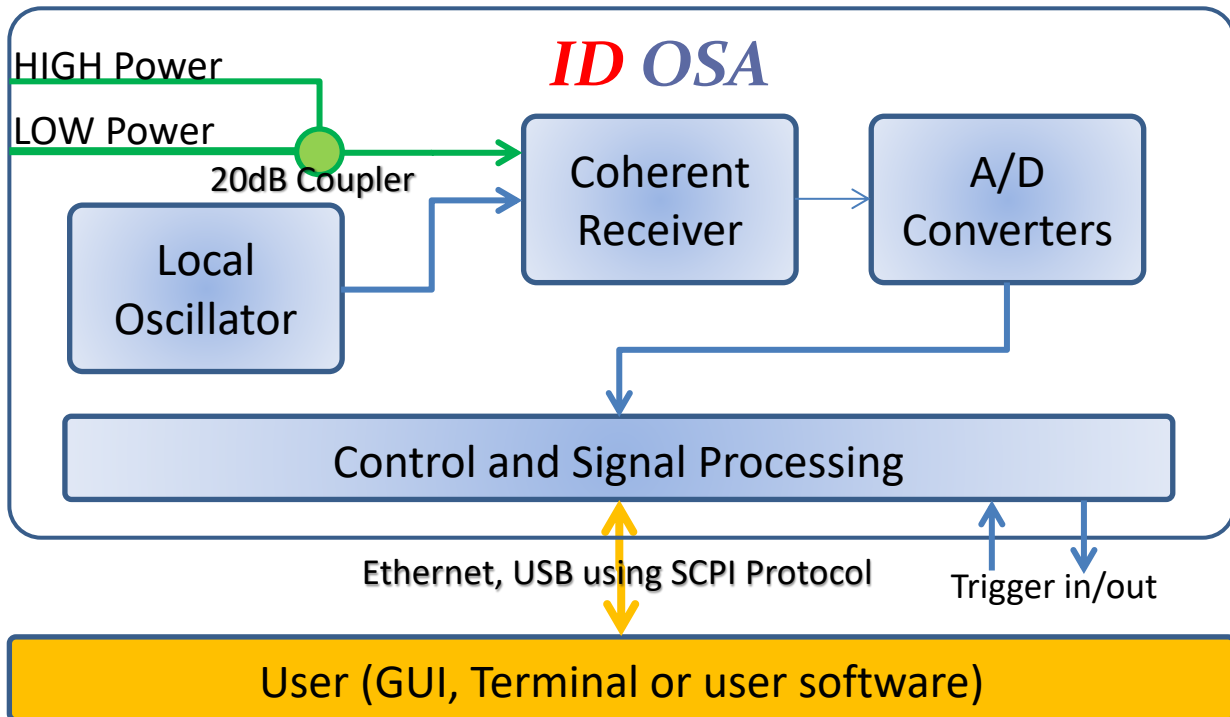 ID OSA
HIGH Power
LOW Power
20dB Coupler
Local
Oscillator
Coherent
Receiver
A/D
Converters
Control and Signal Processing
Ethernet, USB using SCPI Protocol
Trigger in/out
User (GUI, Terminal or user software)